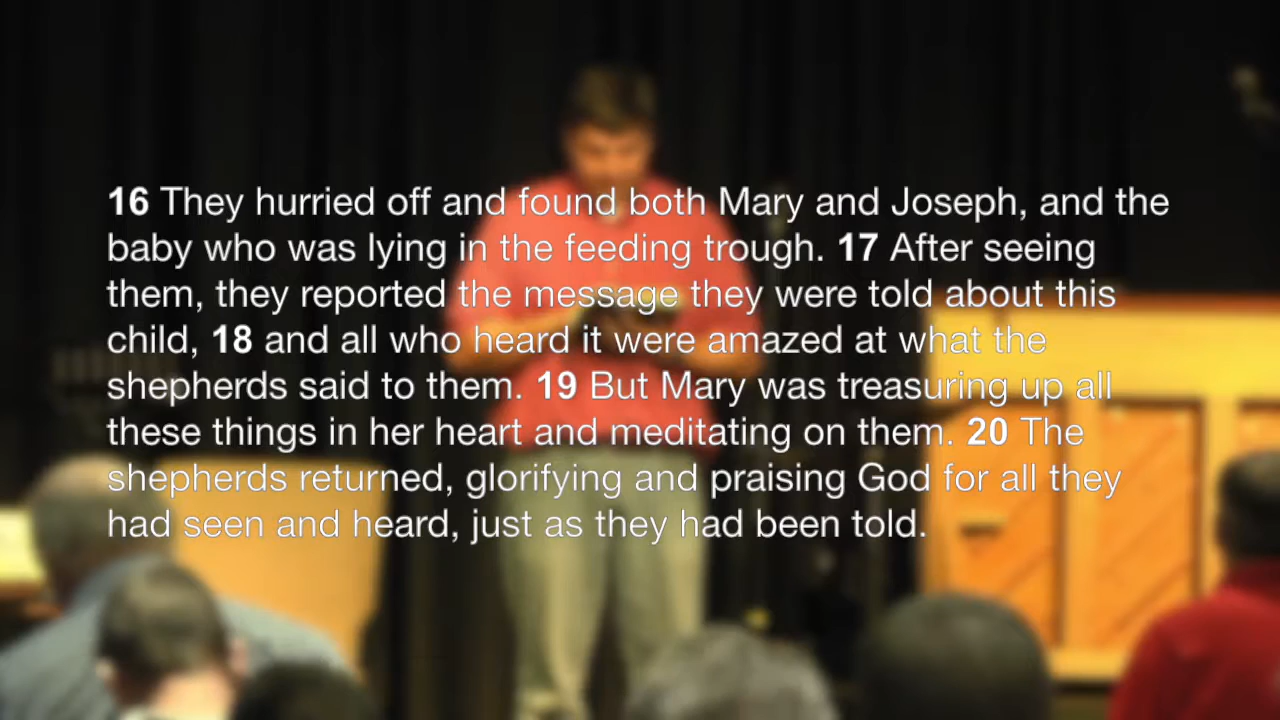 16 They hurried off and found both Mary and Joseph, and the
baby who was lying in the feeding trough. 17 After seeing
them, they reported the message they were told about this
child, 18 and all who heard it were amazed at what the
shepherds said to them. 19 But Mary was treasuring up all
these things in her heart and meditating on them. 20 The
shepherds returned, glorifying and praising God for all they
had seen and heard, just as they had been told.